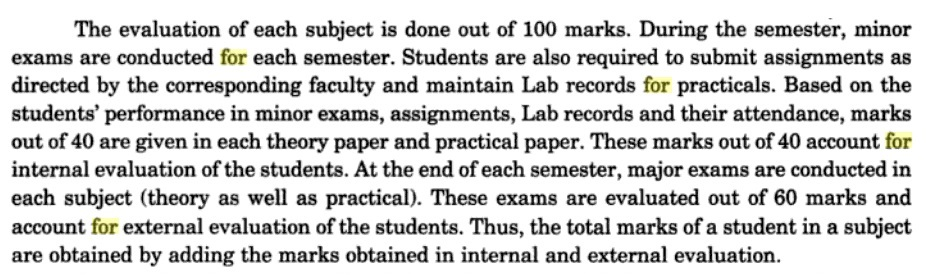 The evaluation of each subject is done out of 100 marks. During the semester, minor
exams are conducted for each semester. Students are also required to submit assignments as
directed by the corresponding faculty and maintain Lab records for practicals. Based on the
students' performance in minor exams, assignments, Lab records and their attendance, marks
out of 40 are given in each theory paper and practical paper. These marks out of 40 account for
internal evaluation of the students. At the end of each semester, major exams are conducted in
each subject (theory as well as practical). These exams are evaluated out of 60 marks and
account for external evaluation of the students. Thus, the total marks of a student in a subject
are obtained by adding the marks obtained in internal and external evaluation.